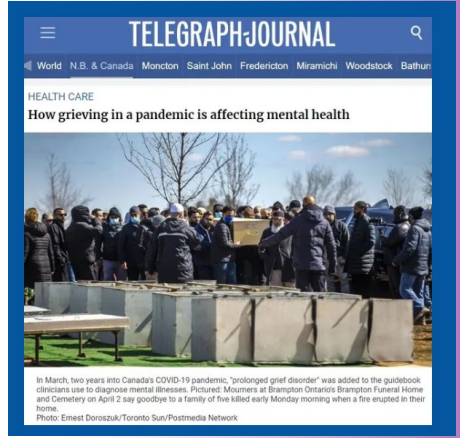 TELEGRAPH-JOURNAL
World N.B. & Canada Moncton Saint John Fredericton Miramichi Woodstock Bathurs
HEALTH CARE
How grieving in a pandemic is affecting mental health
In March, two years into Canada's COVID-19 pandemic, "prolonged grief disorder" was added to the guidebook
clinicians use to diagnose mental illnesses. Pictured: Mourners at Brampton Ontario's Brampton Funeral Home
and Cemetery on April 2 say goodbye to a family of five killed early Monday morning when a fire erupted in their
home.
Photo: Ernest Doroszuk/Toronto Sun/Postmedia Network